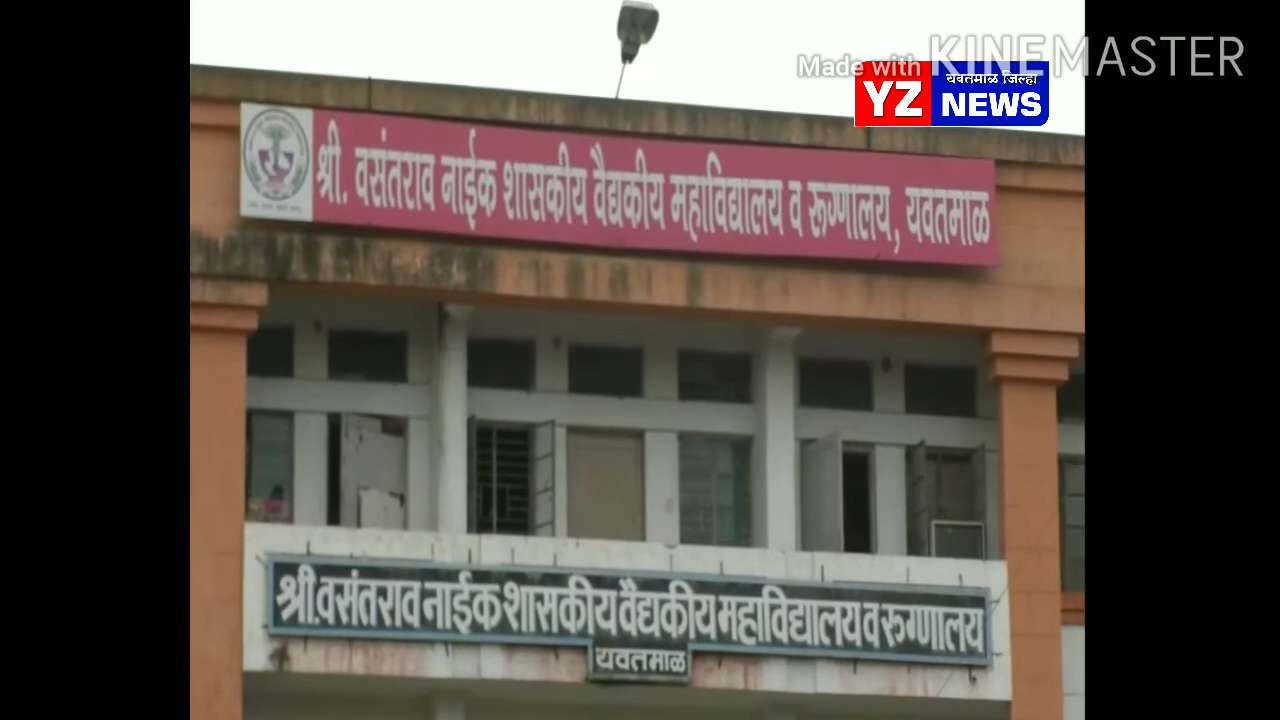 Made with KINEMASTER
यवतमाळ जिल्हा
YZ NEWS
श्री. वसंतराव नाईक शासकीय वैद्यकीय महाविद्यालय व रूग्णालय, यवतमाळ
श्री.वसंतराव नाईक शासकीय वैद्यकीय महाविद्यालय व रुग्णालय
यवतमाळ